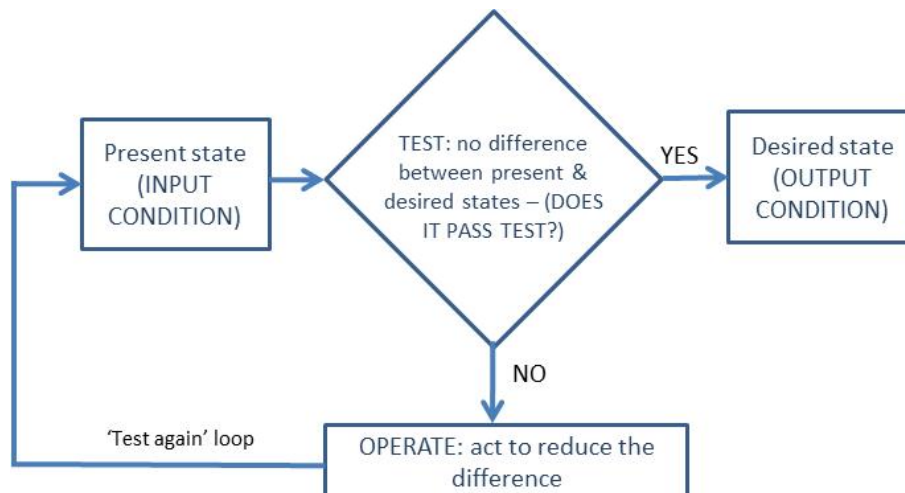 Present state
(INPUT
CONDITION)
TEST: no difference
between present &
desired states – (DOES
IT PASS TEST?)
YES
Desired state
(OUTPUT
CONDITION)
NO
‘Test again’ loop
OPERATE: act to reduce the
difference